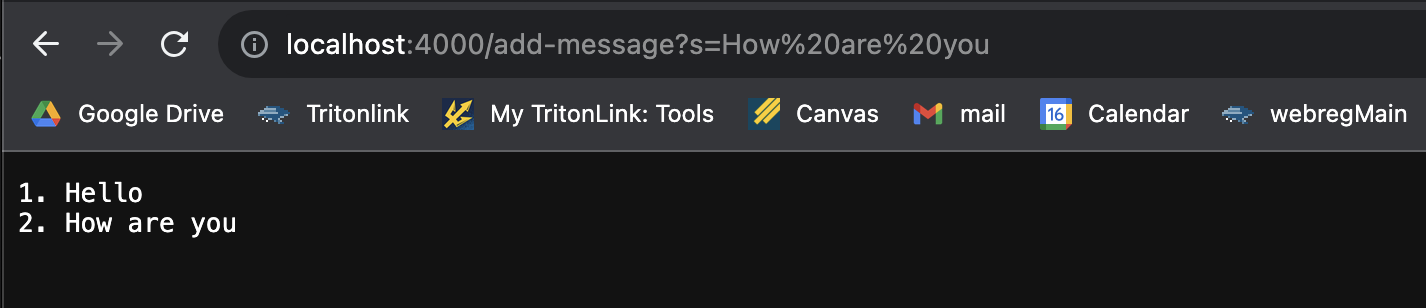 localhost:4000/add-message?s=How%20are%20you
Google Drive Tritonlink My TritonLink: Tools Canvas mail 16 Calendar webregMain
1. Hello
2. How are you